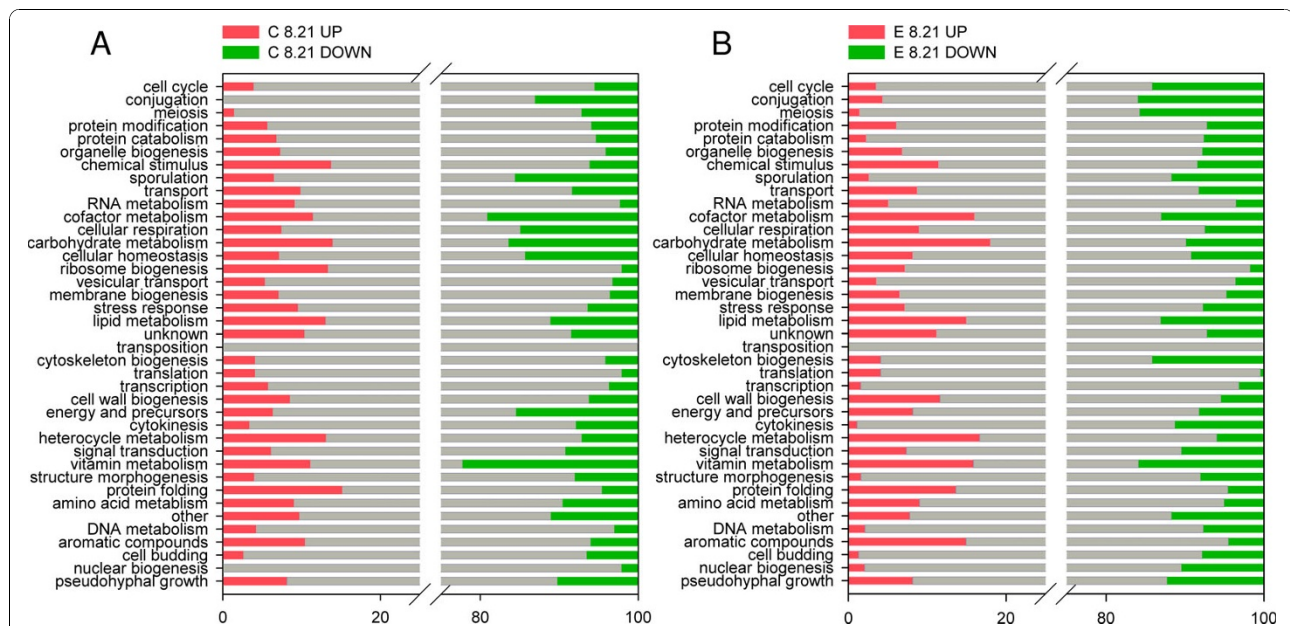 A
C 8.21 UP
C 8.21 DOWN
cell cycle
conjugation
meiosis
protein modification
protein catabolism
organelle biogenesis
chemical stimulus
sporulation
transport
RNA metabolism
cofactor metabolism
cellular respiration
carbohydrate metabolism
cellular homeostasis
ribosome biogenesis
vesicular transport
membrane biogenesis
stress response
lipid metabolism
unknown
transposition
cytoskeleton biogenesis
translation
transcription
cell wall biogenesis
energy and precursors
cytokinesis
heterocycle metabolism
signal transduction
vitamin metabolism
structure morphogenesis
protein folding
amino acid metablism
other
DNA metabolism
aromatic compounds
cell budding
nuclear biogenesis
pseudohyphal growth
0 20 80 100
B
E 8.21 UP
E 8.21 DOWN
cell cycle
conjugation
meiosis
protein modification
protein catabolism
organelle biogenesis
chemical stimulus
sporulation
transport
RNA metabolism
cofactor metabolism
cellular respiration
carbohydrate metabolism
cellular homeostasis
ribosome biogenesis
vesicular transport
membrane biogenesis
stress response
lipid metabolism
unknown
transposition
cytoskeleton biogenesis
translation
transcription
cell wall biogenesis
energy and precursors
cytokinesis
heterocycle metabolism
signal transduction
vitamin metabolism
structure morphogenesis
protein folding
amino acid metablism
other
DNA metabolism
aromatic compounds
cell budding
nuclear biogenesis
pseudohyphal growth
0 20 80 100